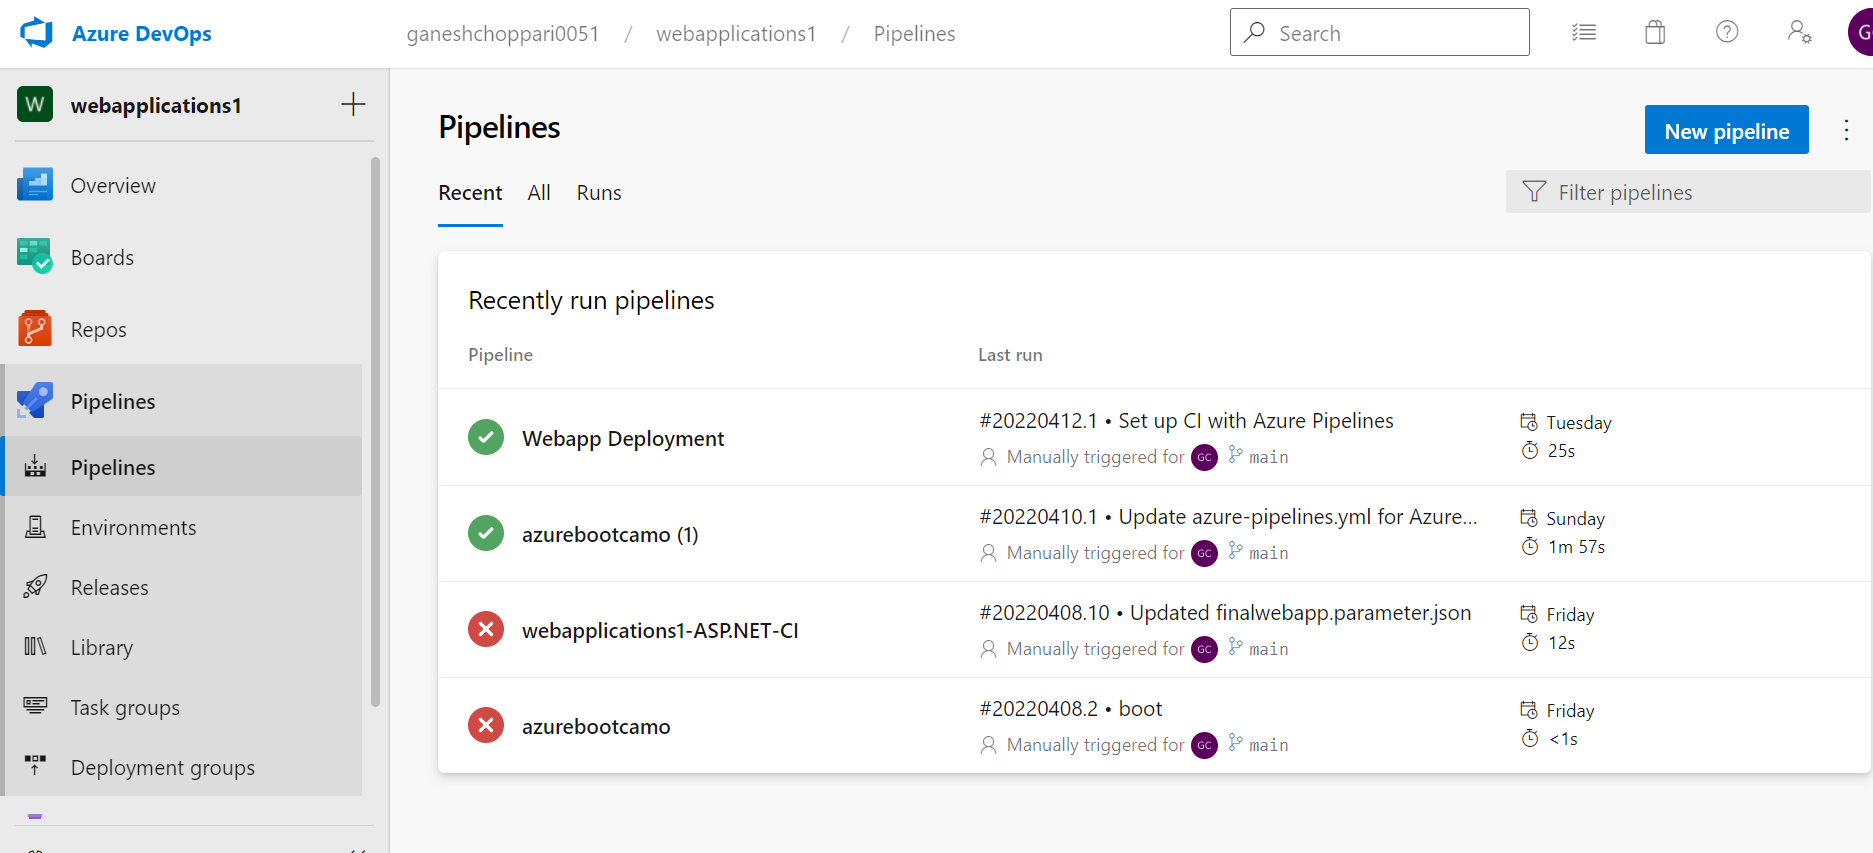 Azure DevOps
ganeshchoppari0051 / webapplications1 / Pipelines
Search
GC
W webapplications1
Overview
Boards
Repos
Pipelines
Pipelines
Environments
Releases
Library
Task groups
Deployment groups
Pipelines
New pipeline
Recent All Runs
Filter pipelines
Recently run pipelines
Pipeline Last run
Webapp Deployment
#20220412.1 • Set up CI with Azure Pipelines
Manually triggered for GC main
Tuesday
25s
azurebootcamo (1)
#20220410.1 • Update azure-pipelines.yml for Azure...
Manually triggered for GC main
Sunday
1m 57s
webapplications1-ASP.NET-CI
#20220408.10 • Updated finalwebapp.parameter.json
Manually triggered for GC main
Friday
12s
azurebootcamo
#20220408.2 • boot
Manually triggered for GC main
Friday
<1s